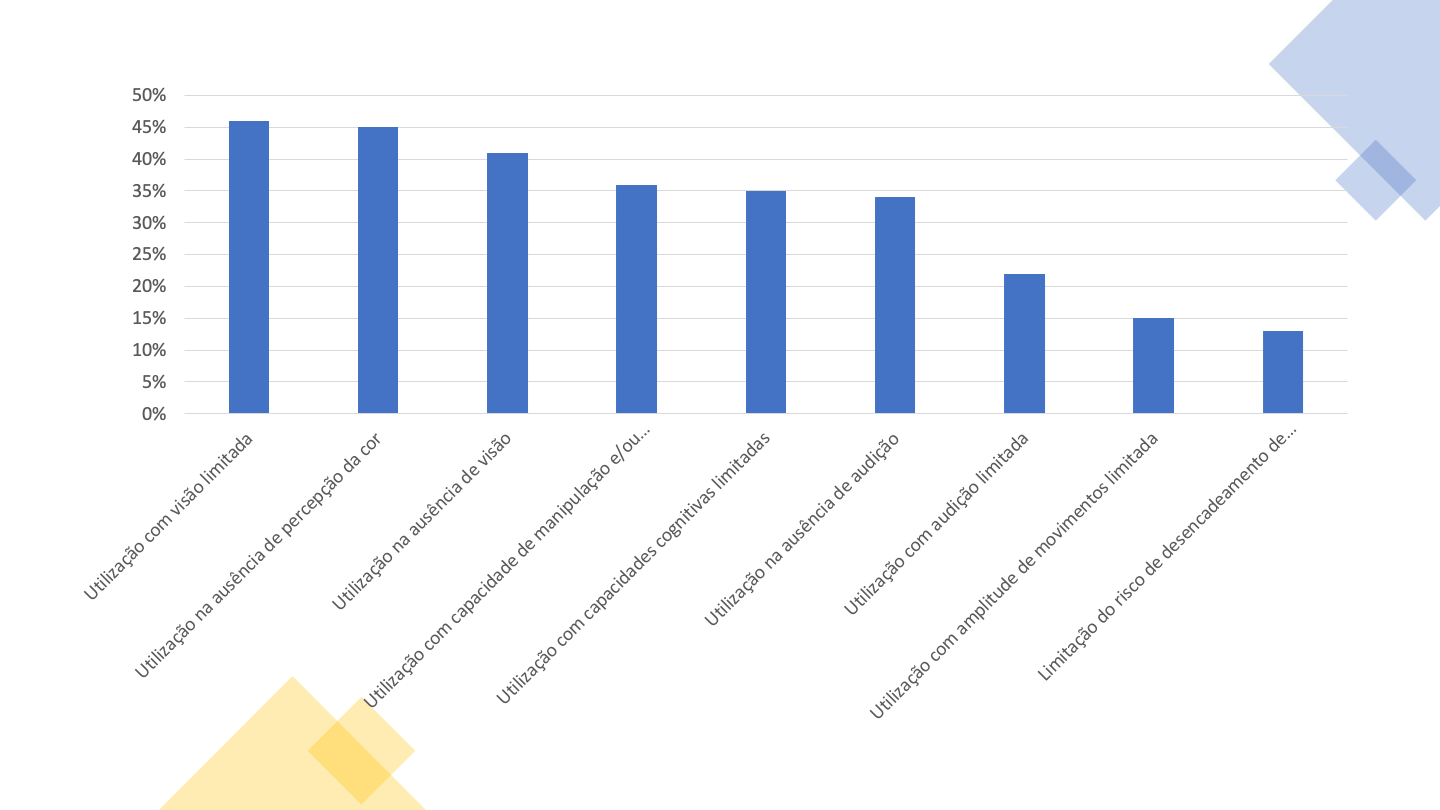 50%
45%
40%
35%
30%
25%
20%
15%
10%
5%
0%
Utilização com visão limitada
Utilização na ausência de percepção da cor
Utilização na ausência de visão
Utilização com capacidade de manipulação e/ou...
Utilização com capacidades cognitivas limitadas
Utilização na ausência de audição
Utilização com audição limitada
Utilização com amplitude de movimentos limitada
Limitação do risco de desencadeamento de...